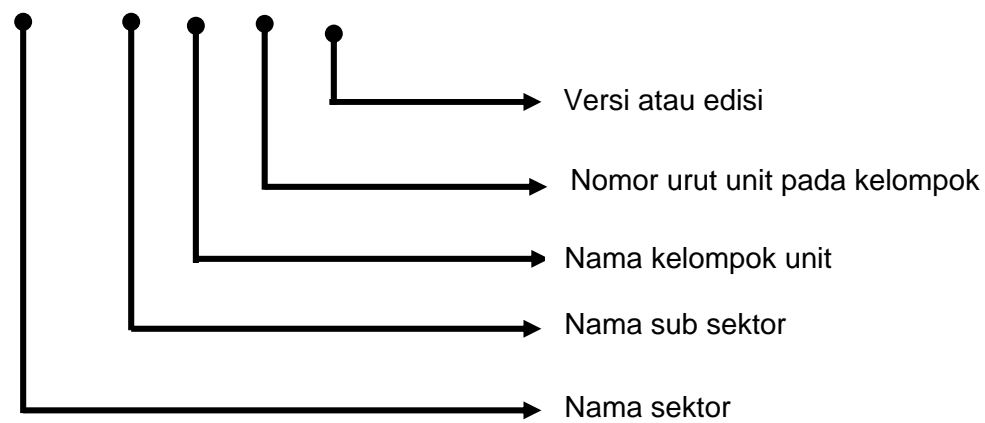 Versi atau edisi
Nomor urut unit pada kelompok
Nama kelompok unit
Nama sub sektor
Nama sektor